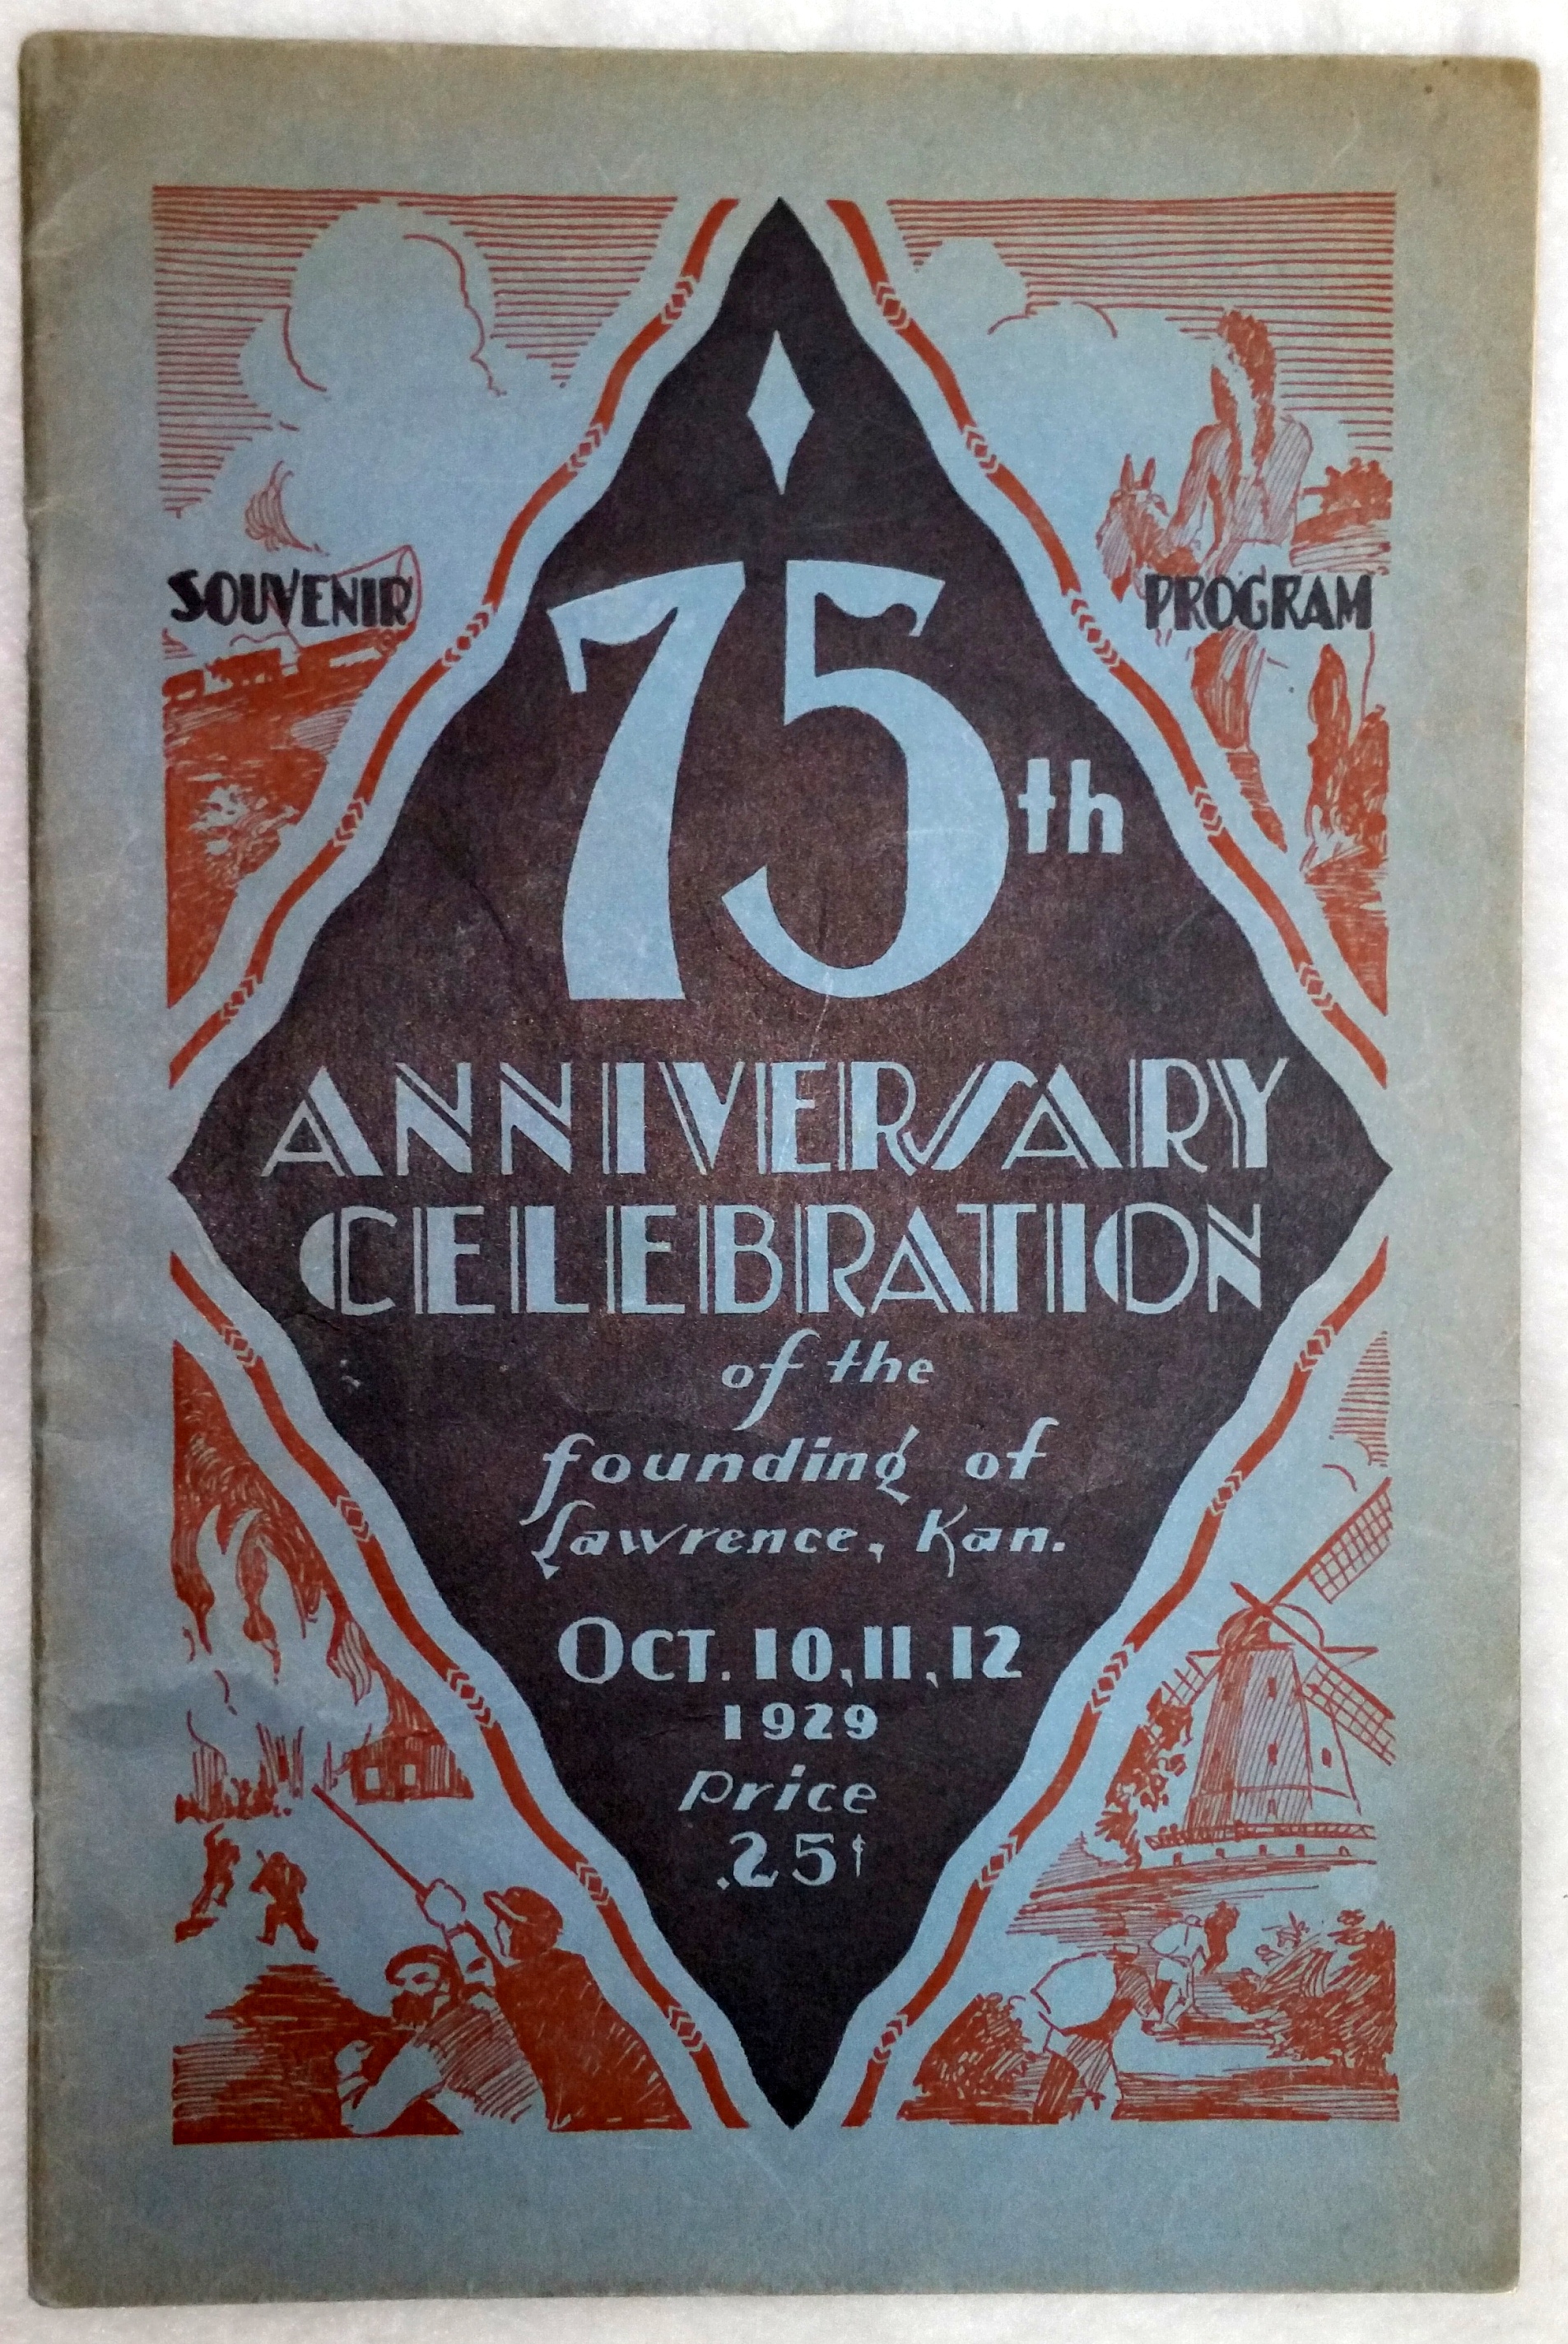 SOUVENIR PROGRAM
75th
ANNIVERSARY
CELEBRATION
of the
founding of
Lawrence, Kan.
OCT. 10, 11, 12
1929
Price
.25¢